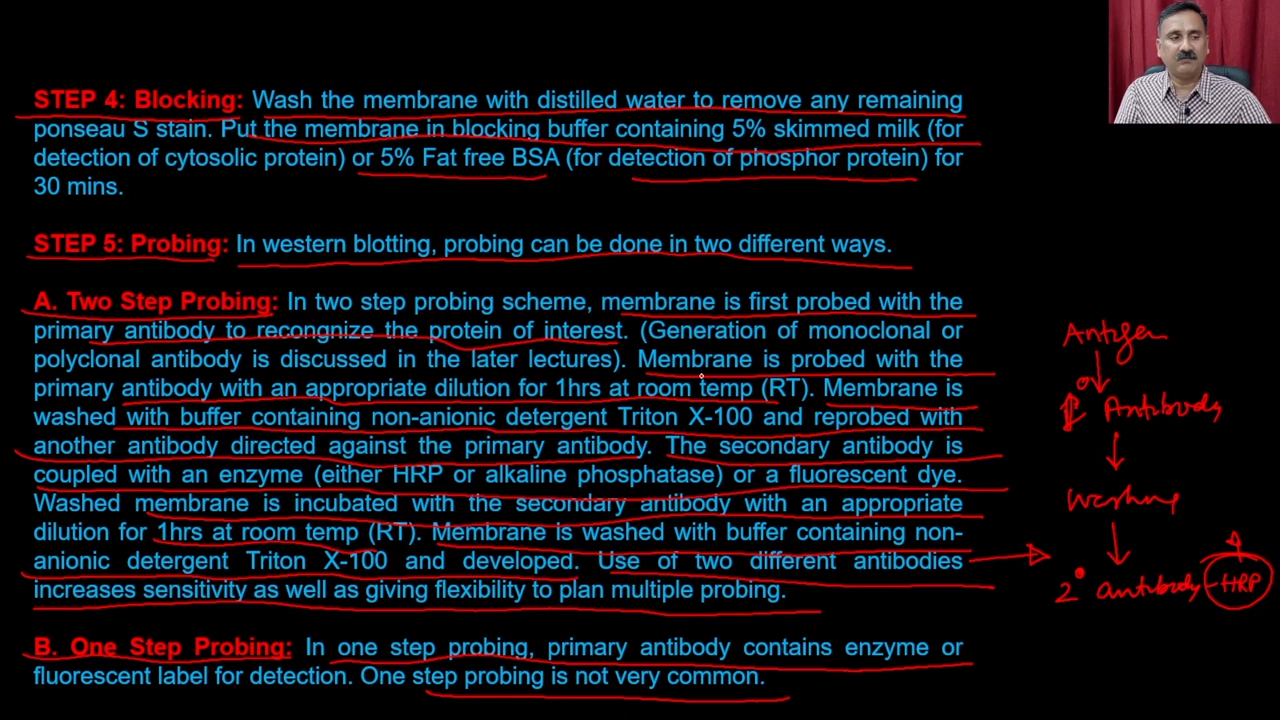 STEP 4: Blocking: Wash the membrane with distilled water to remove any remaining
ponseau S stain. Put the membrane in blocking buffer containing 5% skimmed milk (for
detection of cytosolic protein) or 5% Fat free BSA (for detection of phosphor protein) for
30 mins.
STEP 5: Probing: In western blotting, probing can be done in two different ways.
A. Two Step Probing: In two step probing scheme, membrane is first probed with the
primary antibody to recongnize the protein of interest. (Generation of monoclonal or
polyclonal antibody is discussed in the later lectures). Membrane is probed with the
primary antibody with an appropriate dilution for 1hrs at room temp (RT). Membrane is
washed with buffer containing non-anionic detergent Triton X-100 and reprobed with
another antibody directed against the primary antibody. The secondary antibody is
coupled with an enzyme (either HRP or alkaline phosphatase) or a fluorescent dye.
Washed membrane is incubated with the secondary antibody with an appropriate
dilution for 1hrs at room temp (RT). Membrane is washed with buffer containing non-
anionic detergent Triton X-100 and developed. Use of two different antibodies
increases sensitivity as well as giving flexibility to plan multiple probing.
B. One Step Probing: In one step probing, primary antibody contains enzyme or
fluorescent label for detection. One step probing is not very common.
Antigen
Antibody
washing
2° antibody - HRP